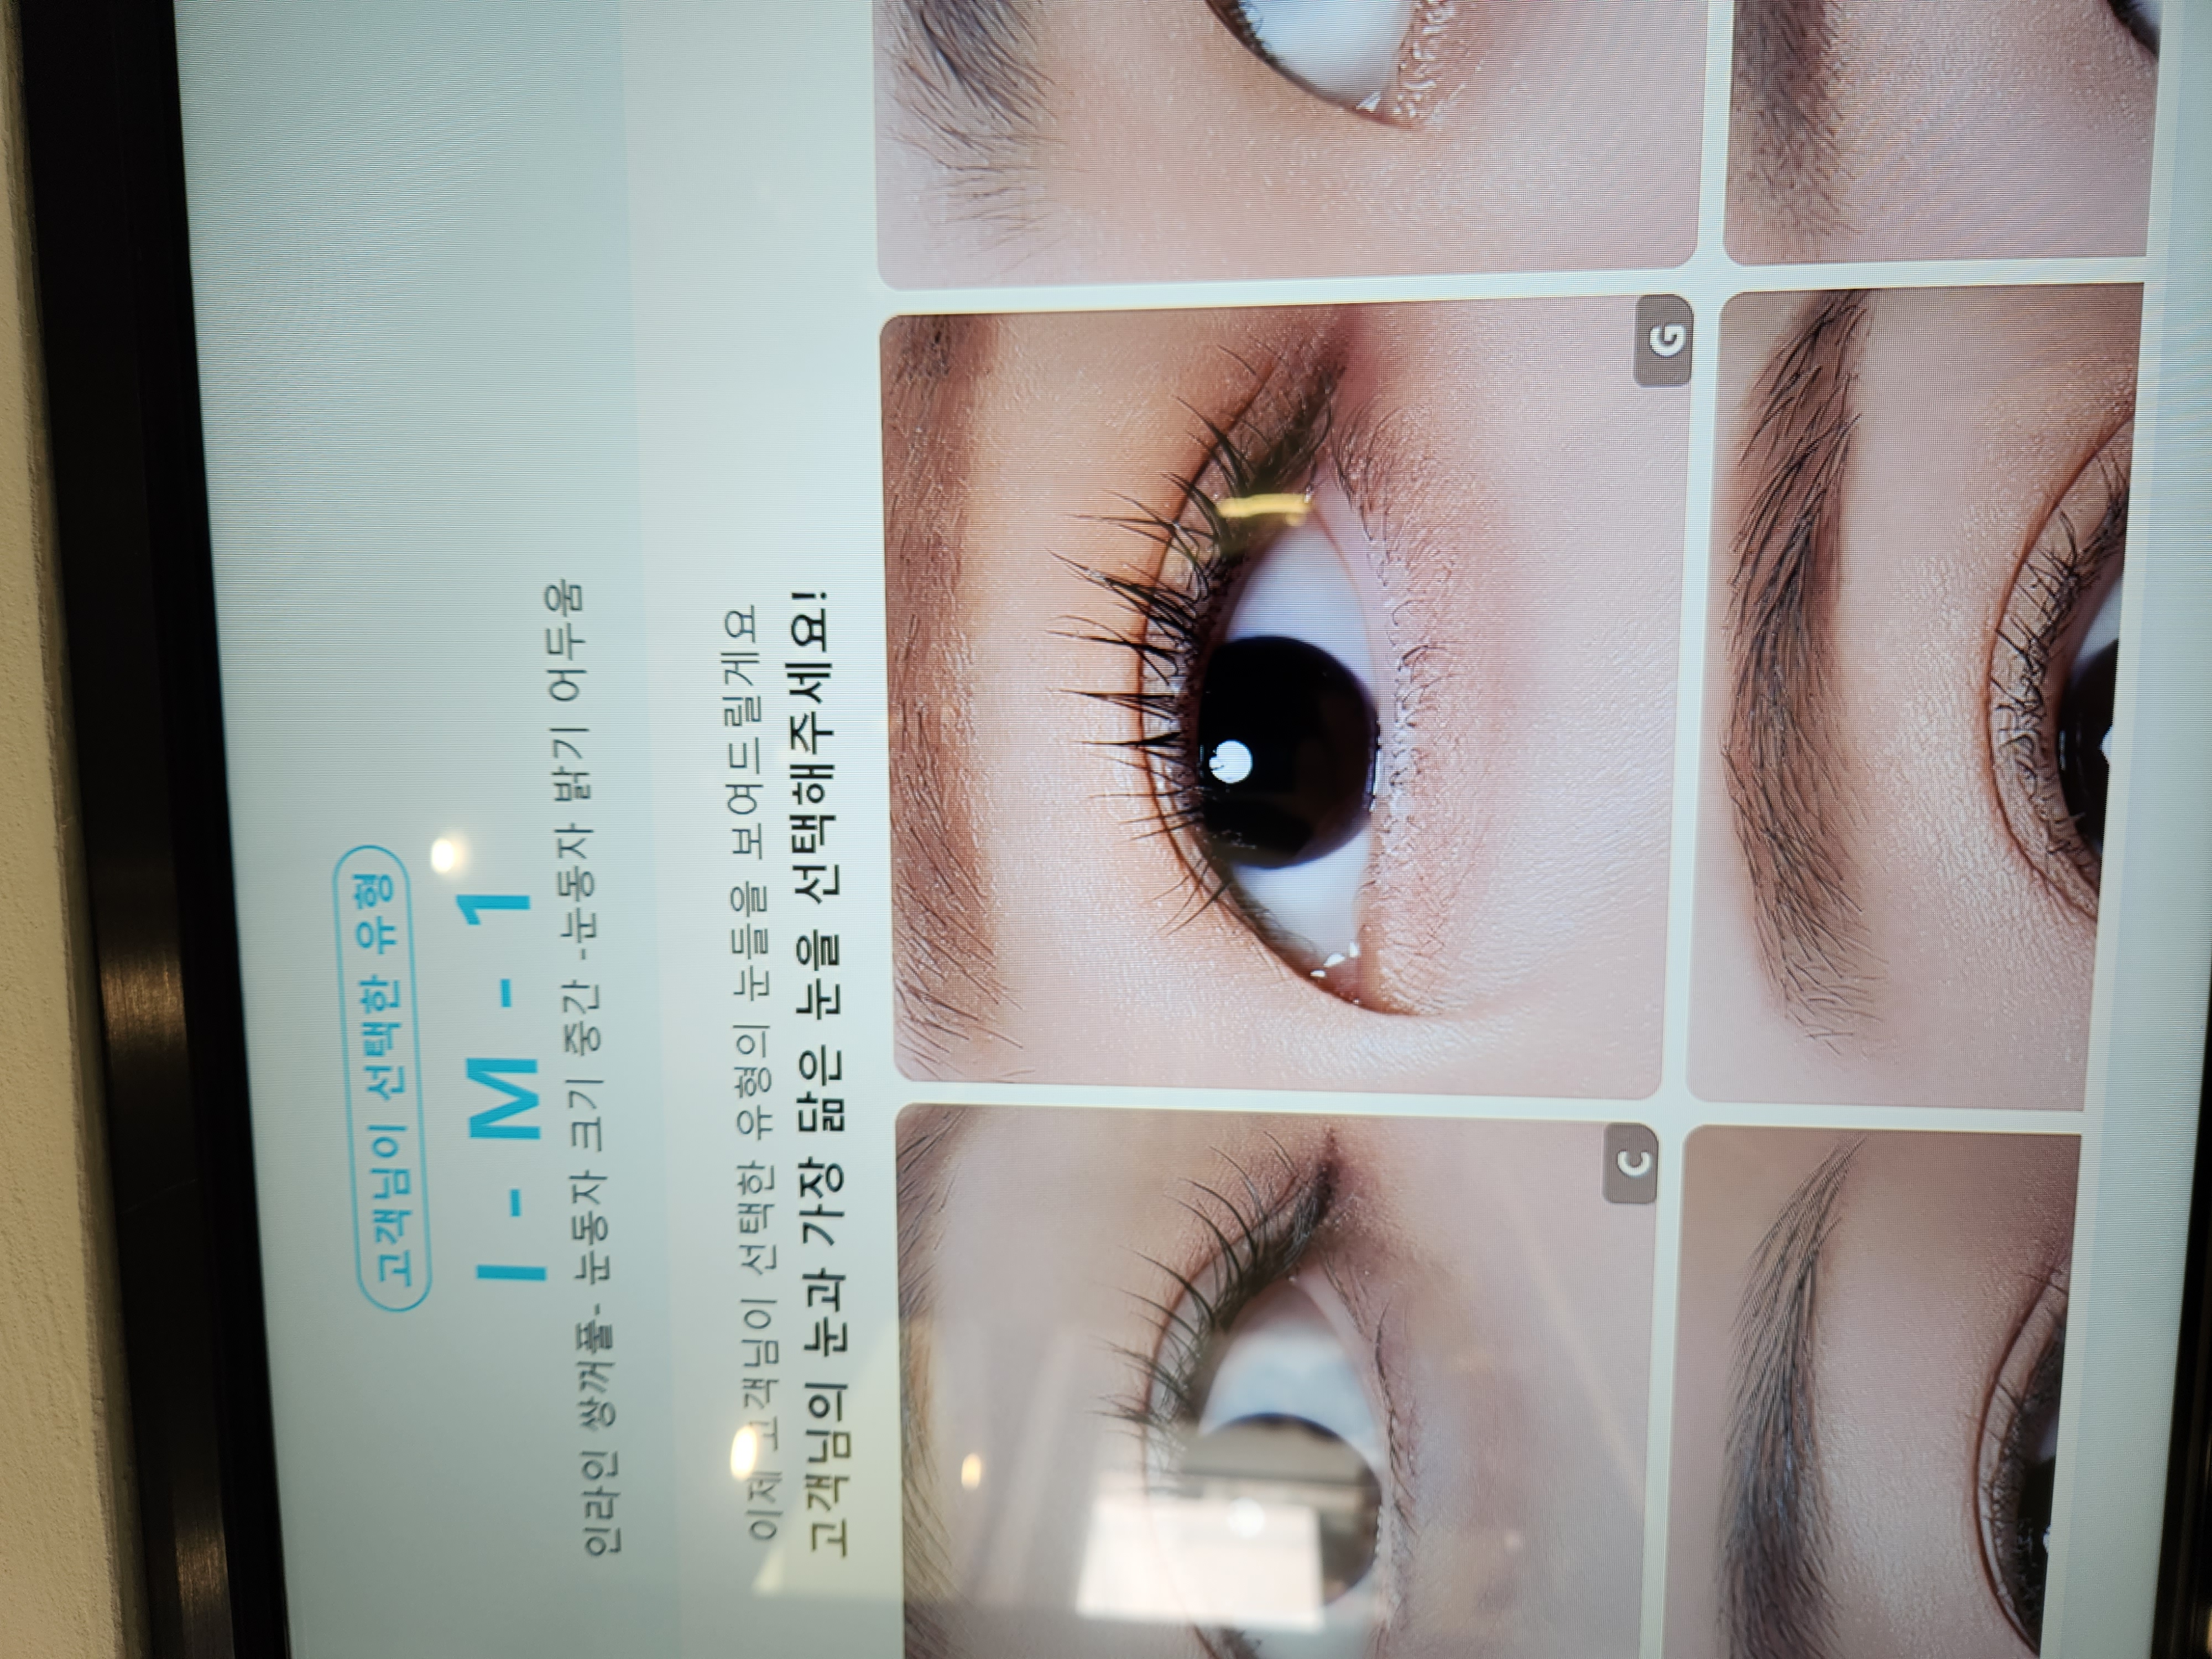 고객님이 선택한 유형
I - M - 1
인라인 쌍꺼풀- 눈동자 크기 중간 -눈동자 밝기 어두움
이제 고객님이 선택한 유형의 눈들을 보여드릴게요
고객님의 눈과 가장 닮은 눈을 선택해주세요!
C
G